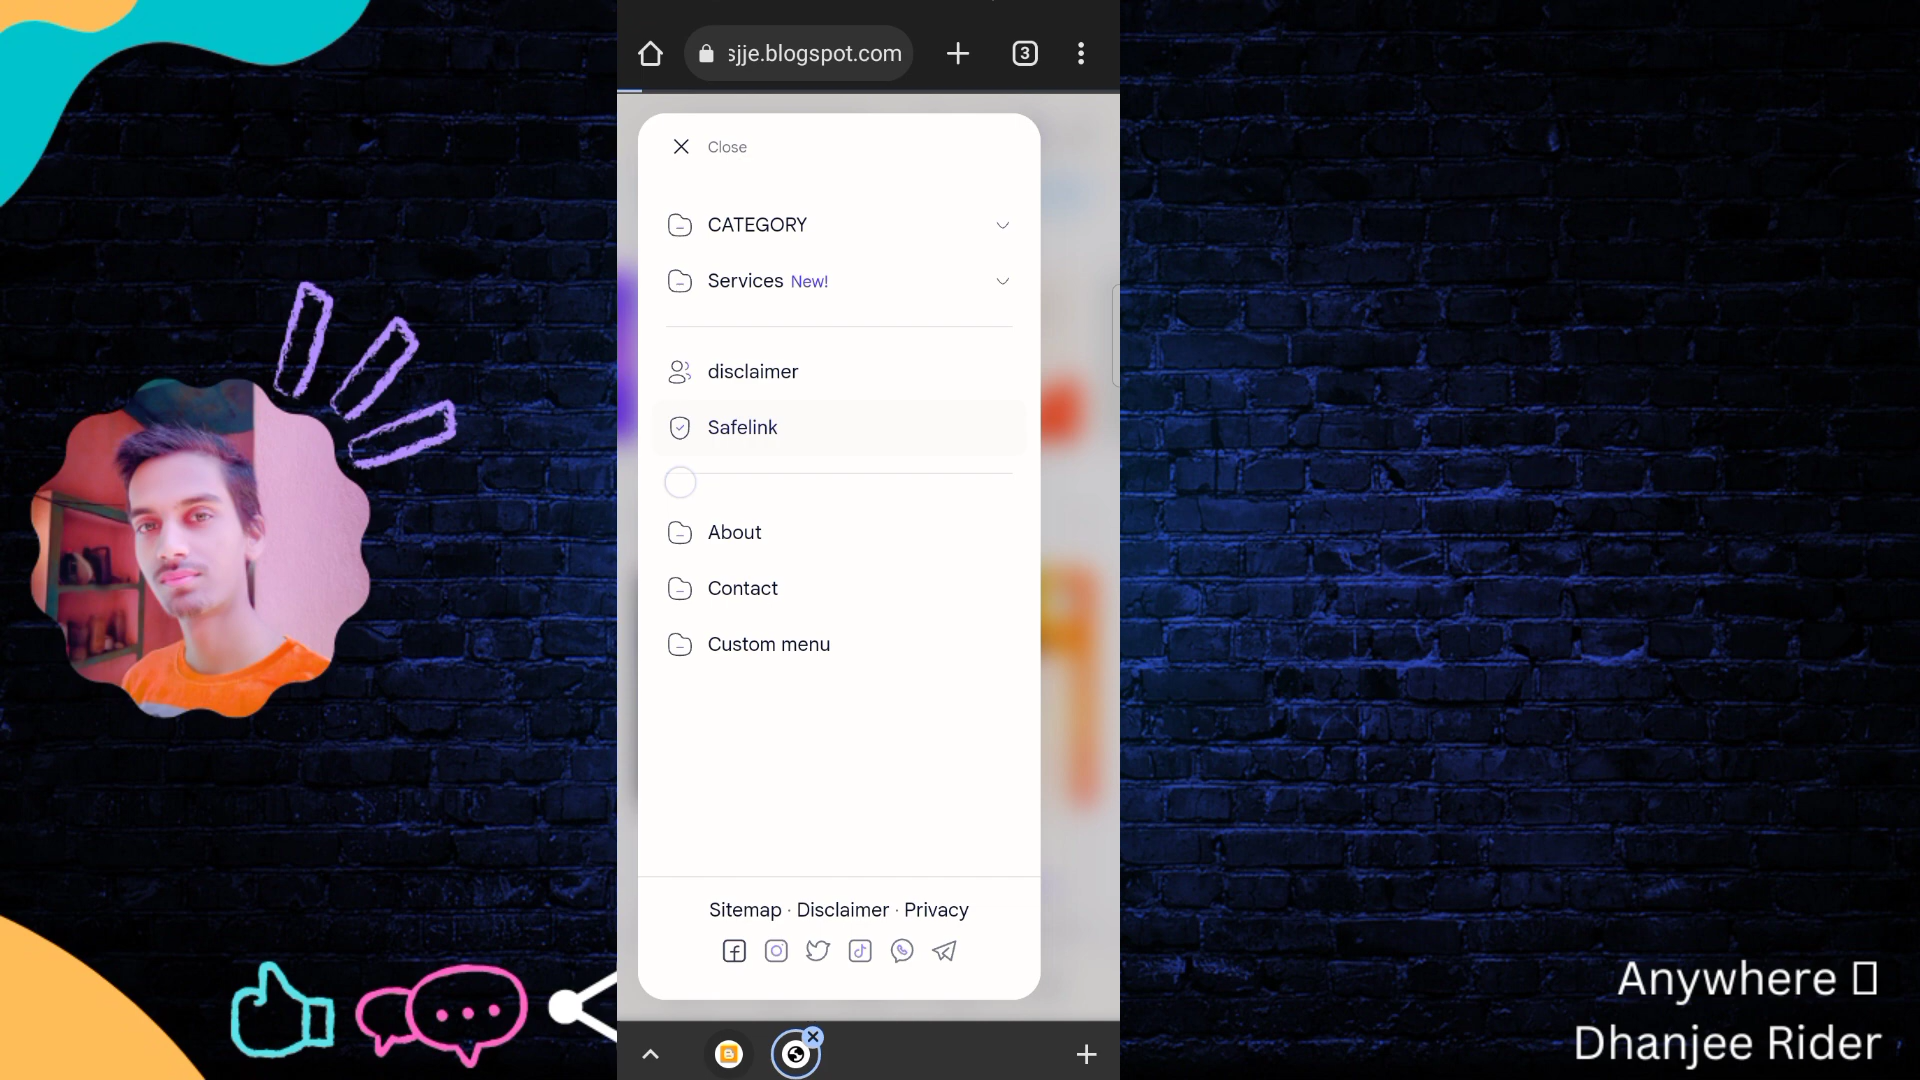 sjje.blogspot.com
3
Close
CATEGORY
Services New!
disclaimer
Safelink
About
Contact
Custom menu
Sitemap · Disclaimer · Privacy
Anywhere
Dhanjee Rider